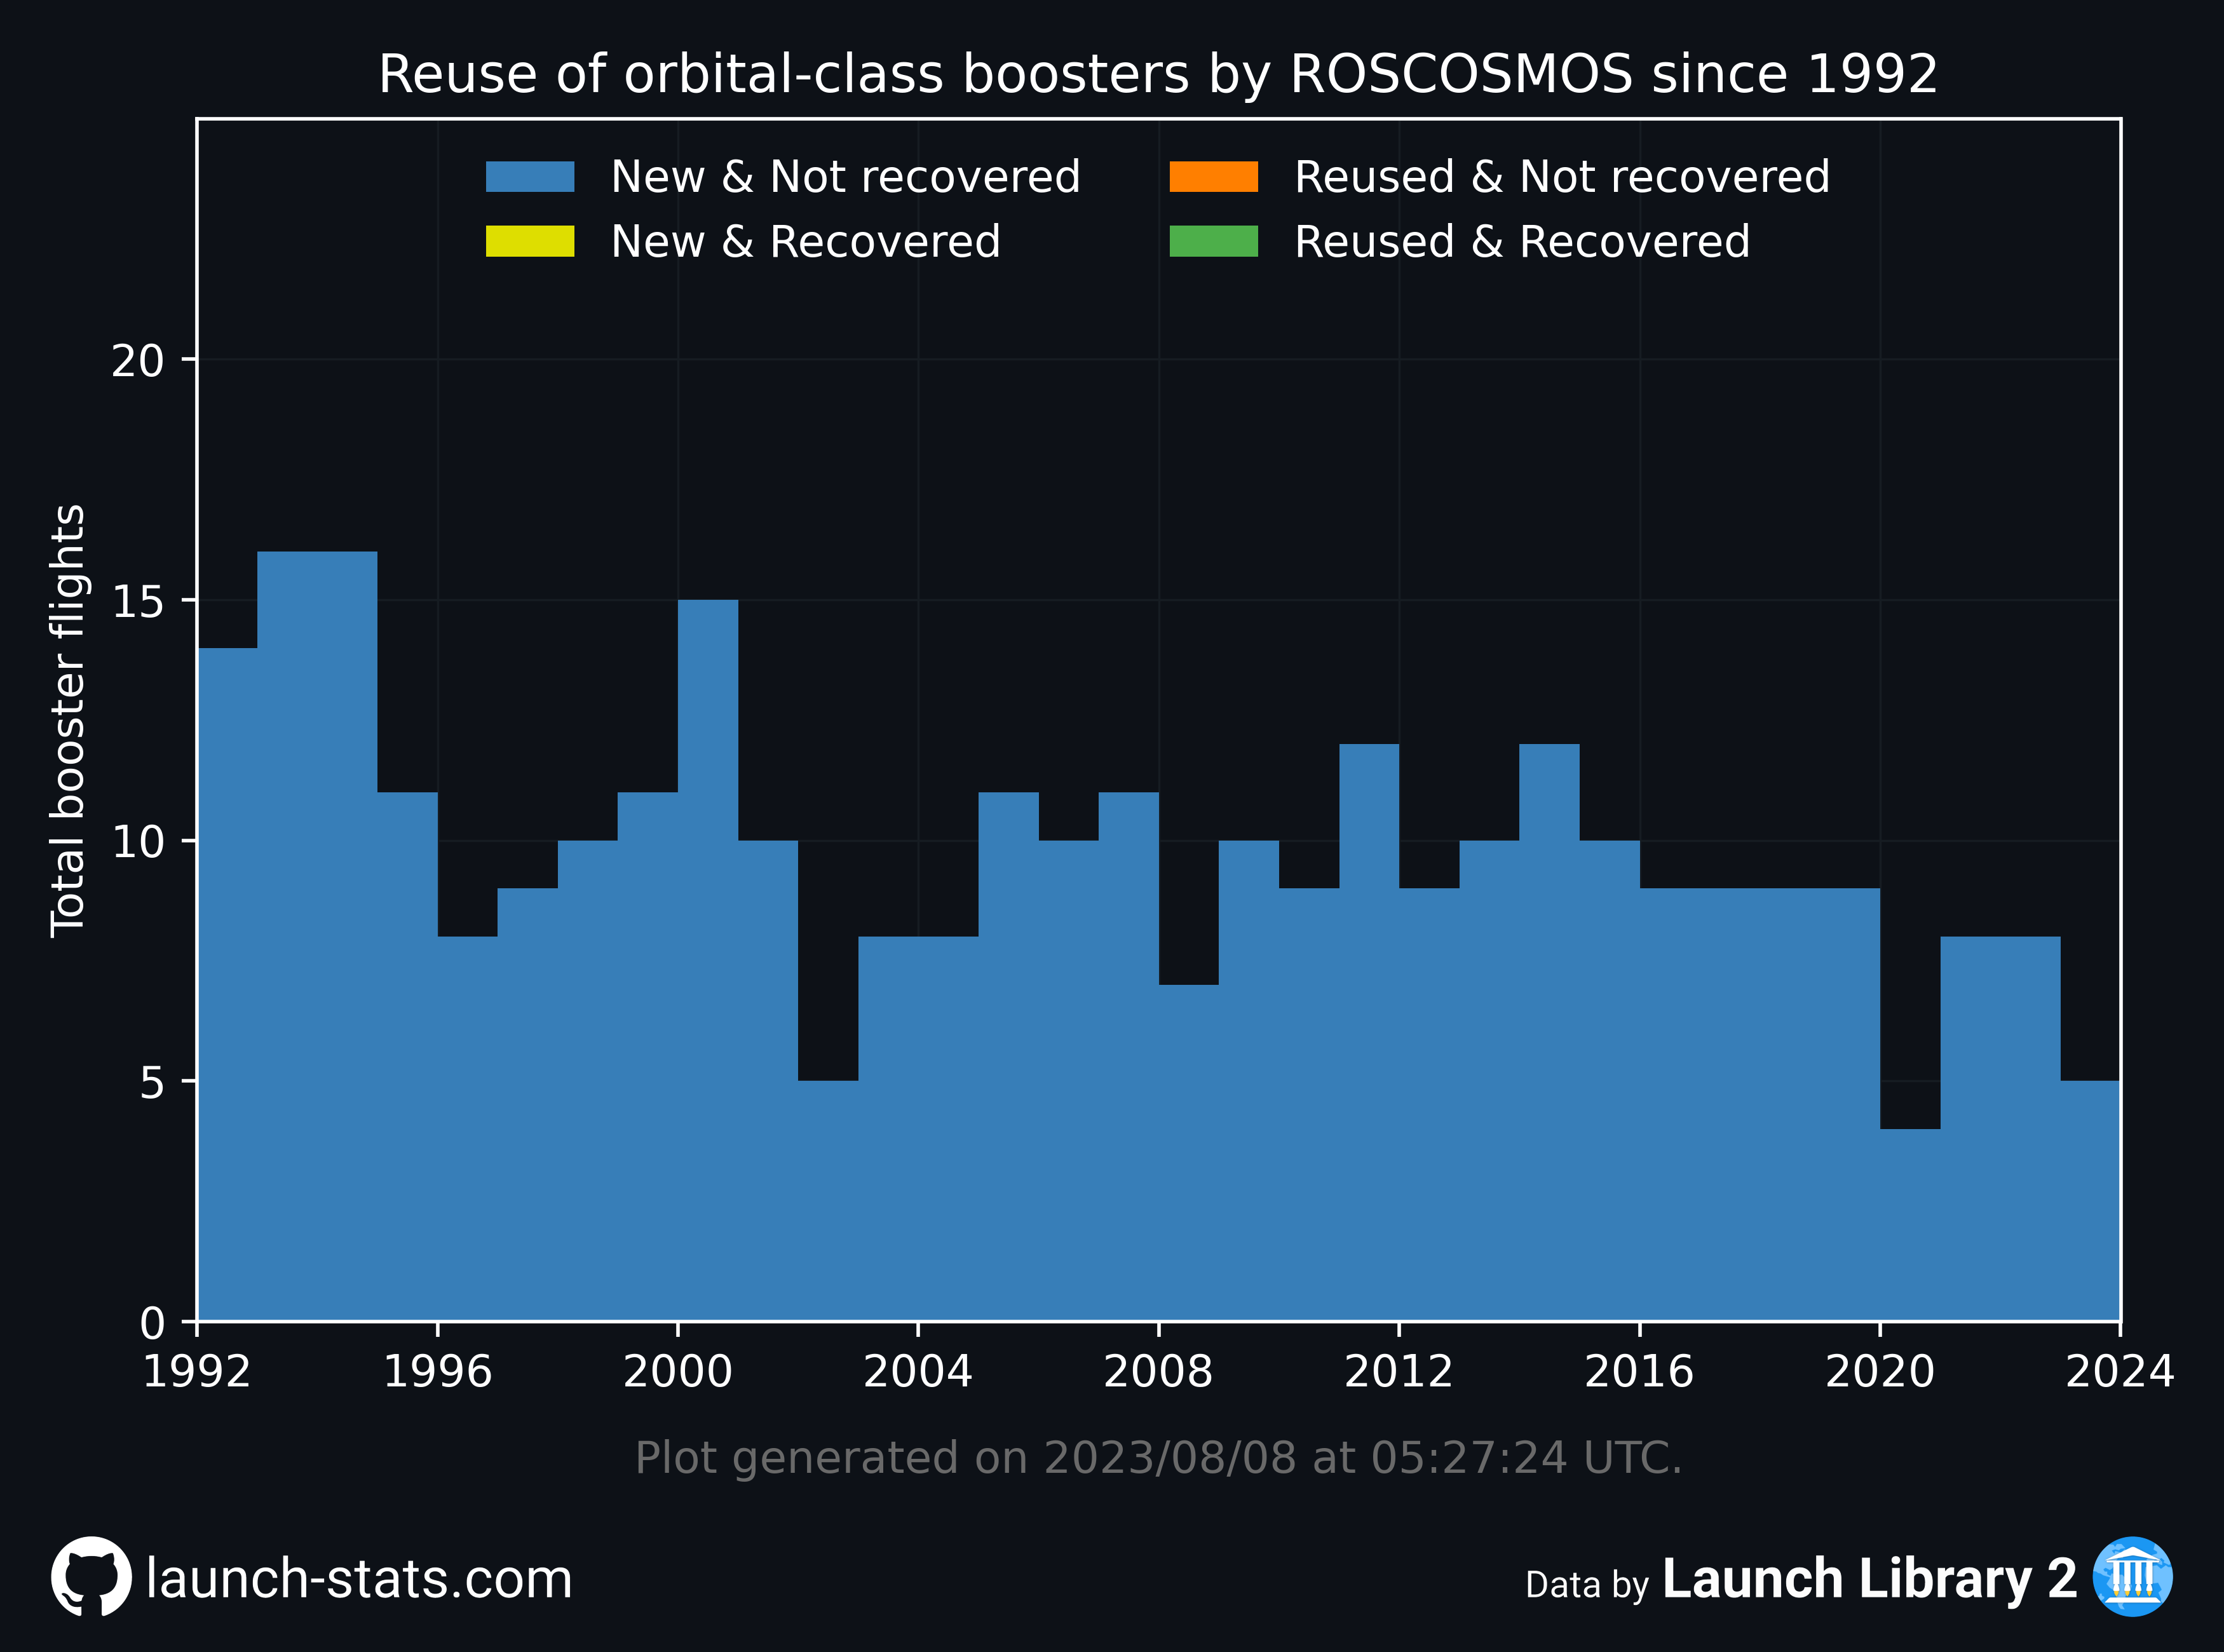 Reuse of orbital-class boosters by ROSCOSMOS since 1992
New & Not recovered
New & Recovered
Reused & Not recovered
Reused & Recovered
Total booster flights
20
15
10
5
0
1992 1996 2000 2004 2008 2012 2016 2020 2024
Plot generated on 2023/08/08 at 05:27:24 UTC.
launch-stats.com
Data by Launch Library 2